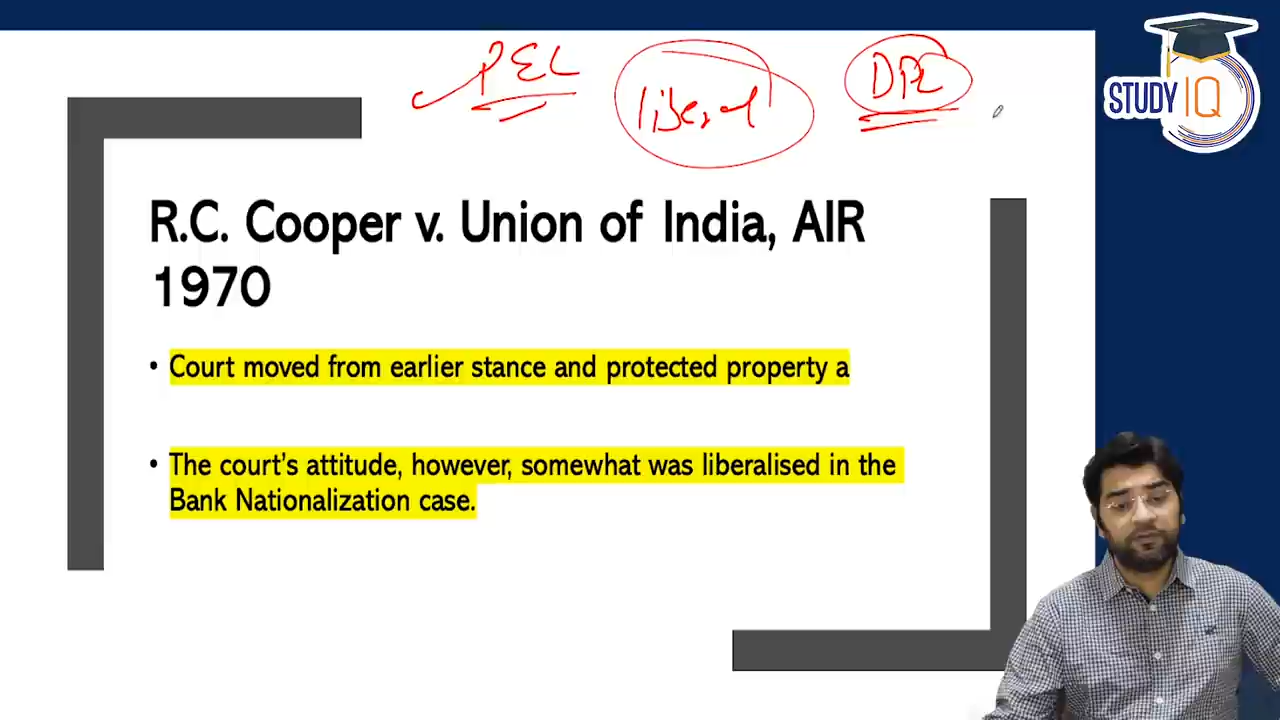 PEL
liberal
DPL
STUDY IQ
R.C. Cooper v. Union of India, AIR
1970
• Court moved from earlier stance and protected property a
• The court's attitude, however, somewhat was liberalised in the
Bank Nationalization case.